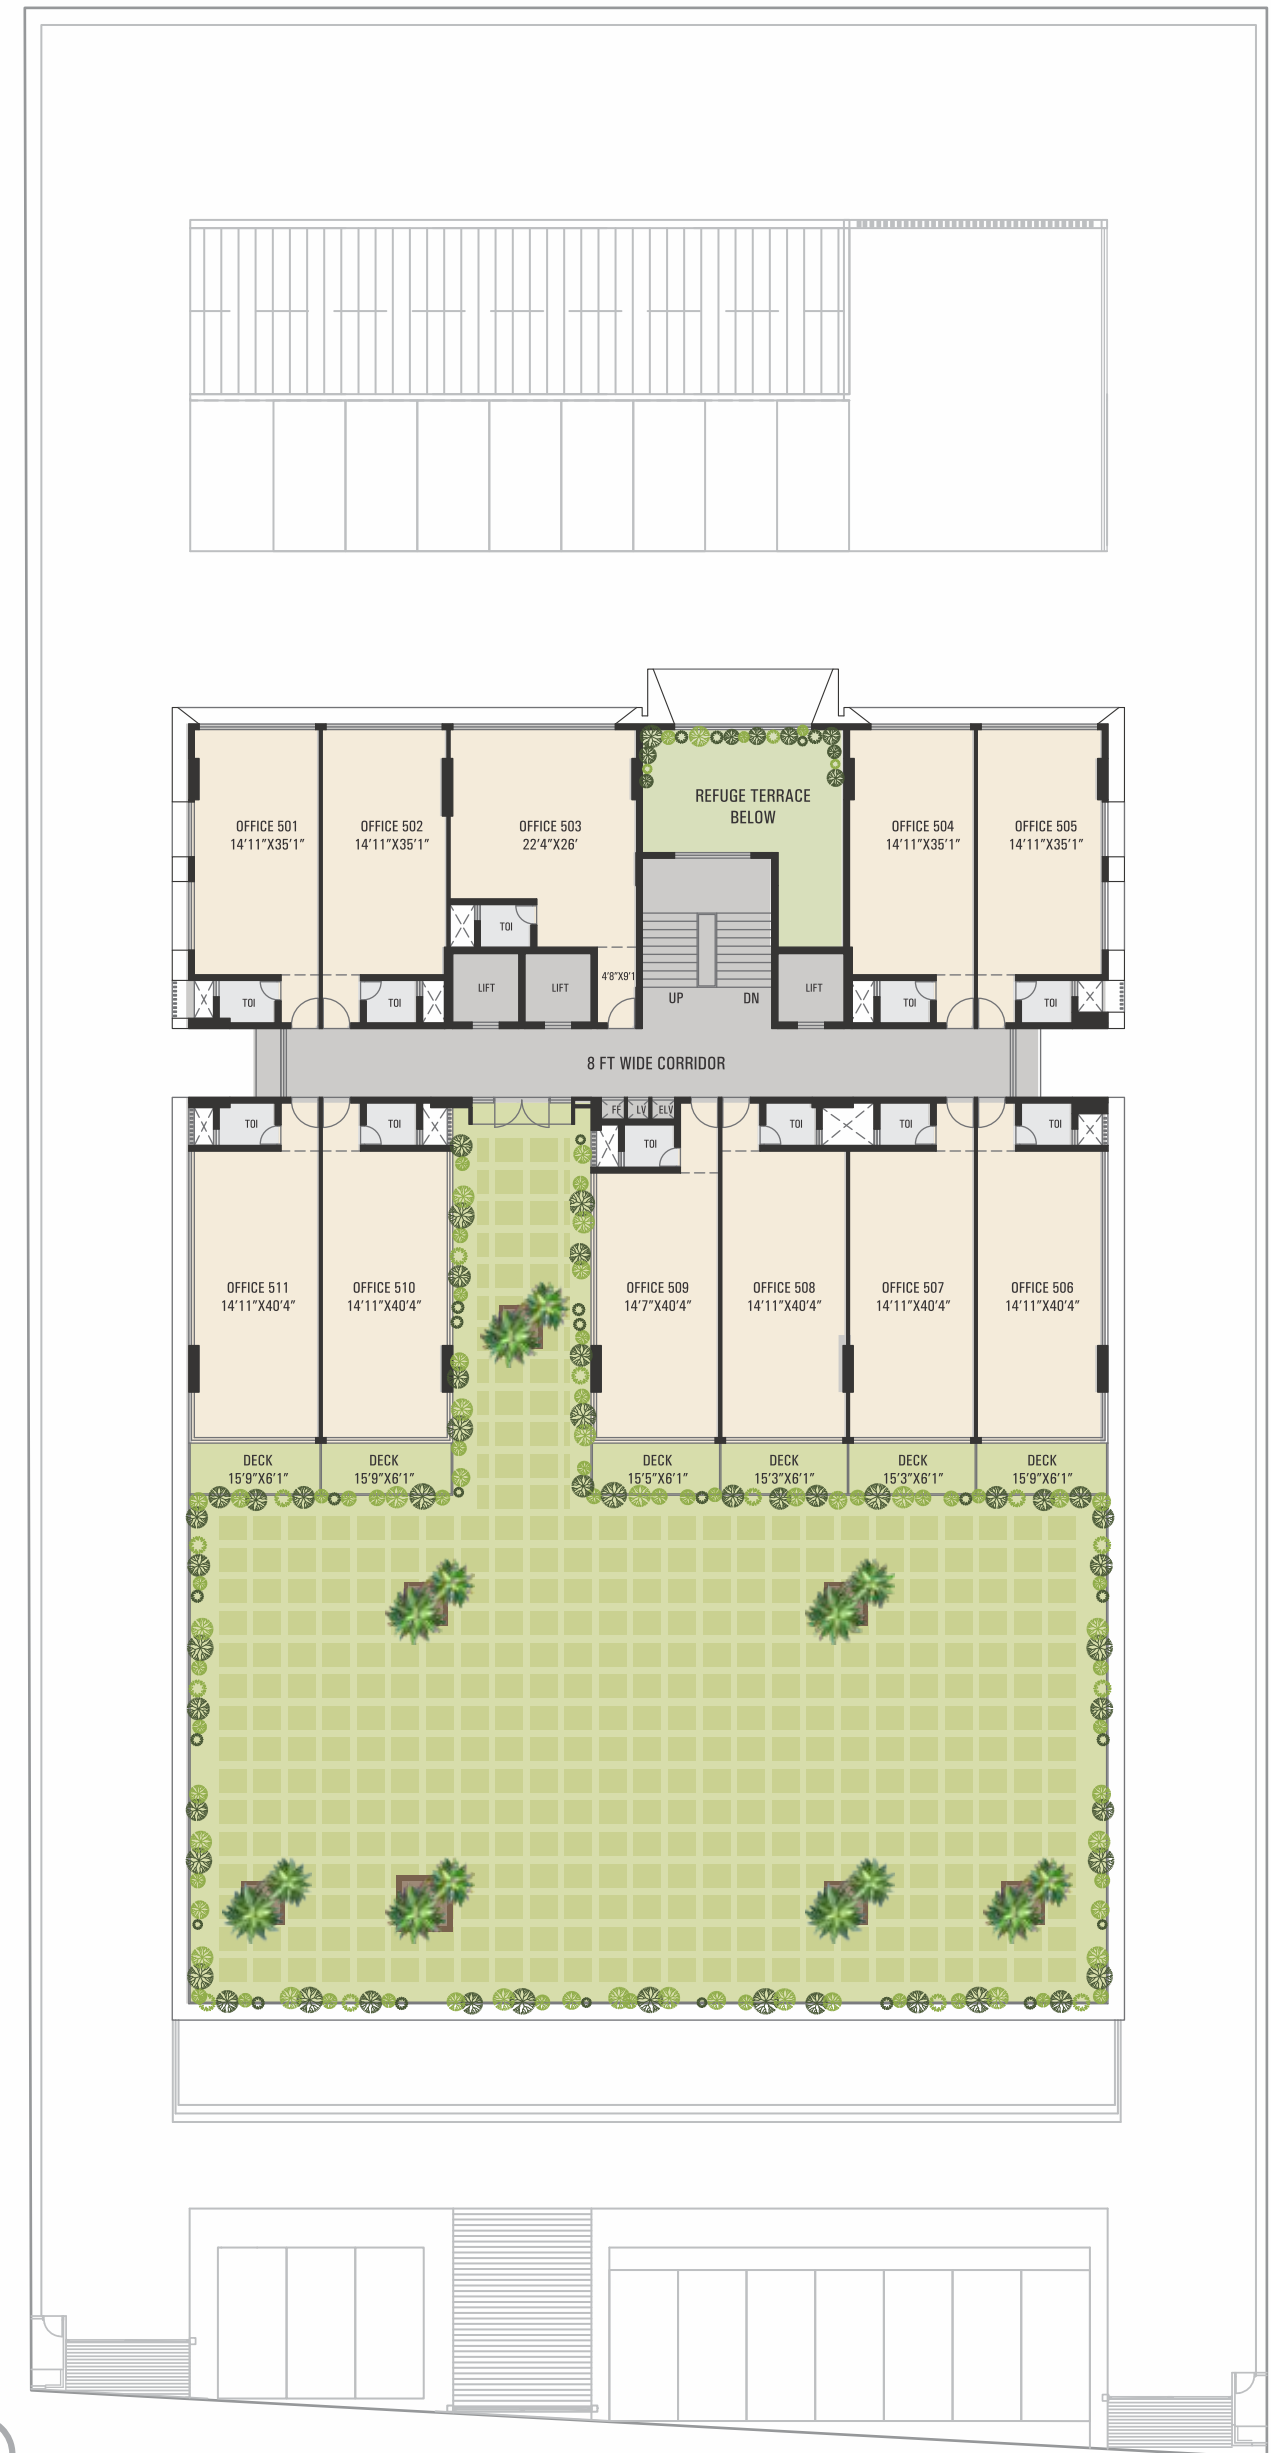 REFUGE TERRACE
BELOW
OFFICE 501
14'11"X35'1"
OFFICE 502
14'11"X35'1"
OFFICE 503
22'4"X26'
OFFICE 504
14'11"X35'1"
OFFICE 505
14'11"X35'1"
TOI
4'8"X9'1
LIFT
LIFT
LIFT
UP
DN
TOI
TOI
TOI
TOI
8 FT WIDE CORRIDOR
FF
LV
ELV
TOI
TOI
TOI
TOI
TOI
TOI
OFFICE 511
14'11"X40'4"
OFFICE 510
14'11"X40'4"
OFFICE 509
14'7"X40'4"
OFFICE 508
14'11"X40'4"
OFFICE 507
14'11"X40'4"
OFFICE 506
14'11"X40'4"
DECK
15'9"X6'1"
DECK
15'9"X6'1"
DECK
15'5"X6'1"
DECK
15'3"X6'1"
DECK
15'3"X6'1"
DECK
15'9"X6'1"